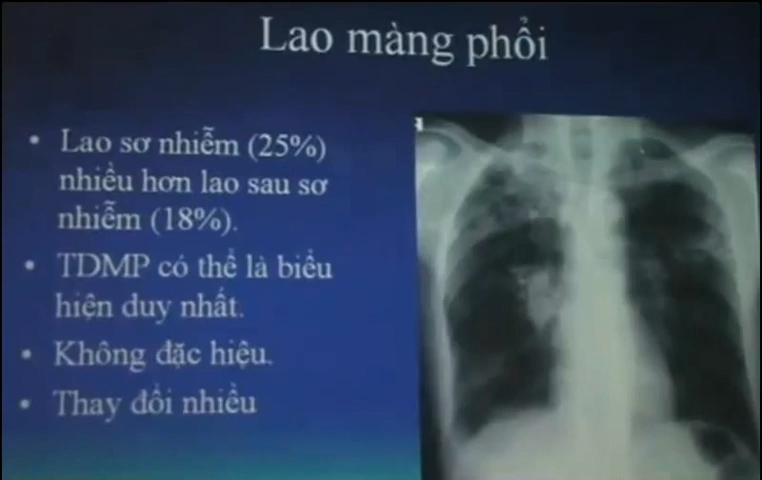 Lao màng phổi
• Lao sơ nhiễm (25%)
nhiều hơn lao sau sơ
nhiễm (18%).
• TDMP có thể là biểu
hiện duy nhất.
• Không đặc hiệu.
• Thay đổi nhiều